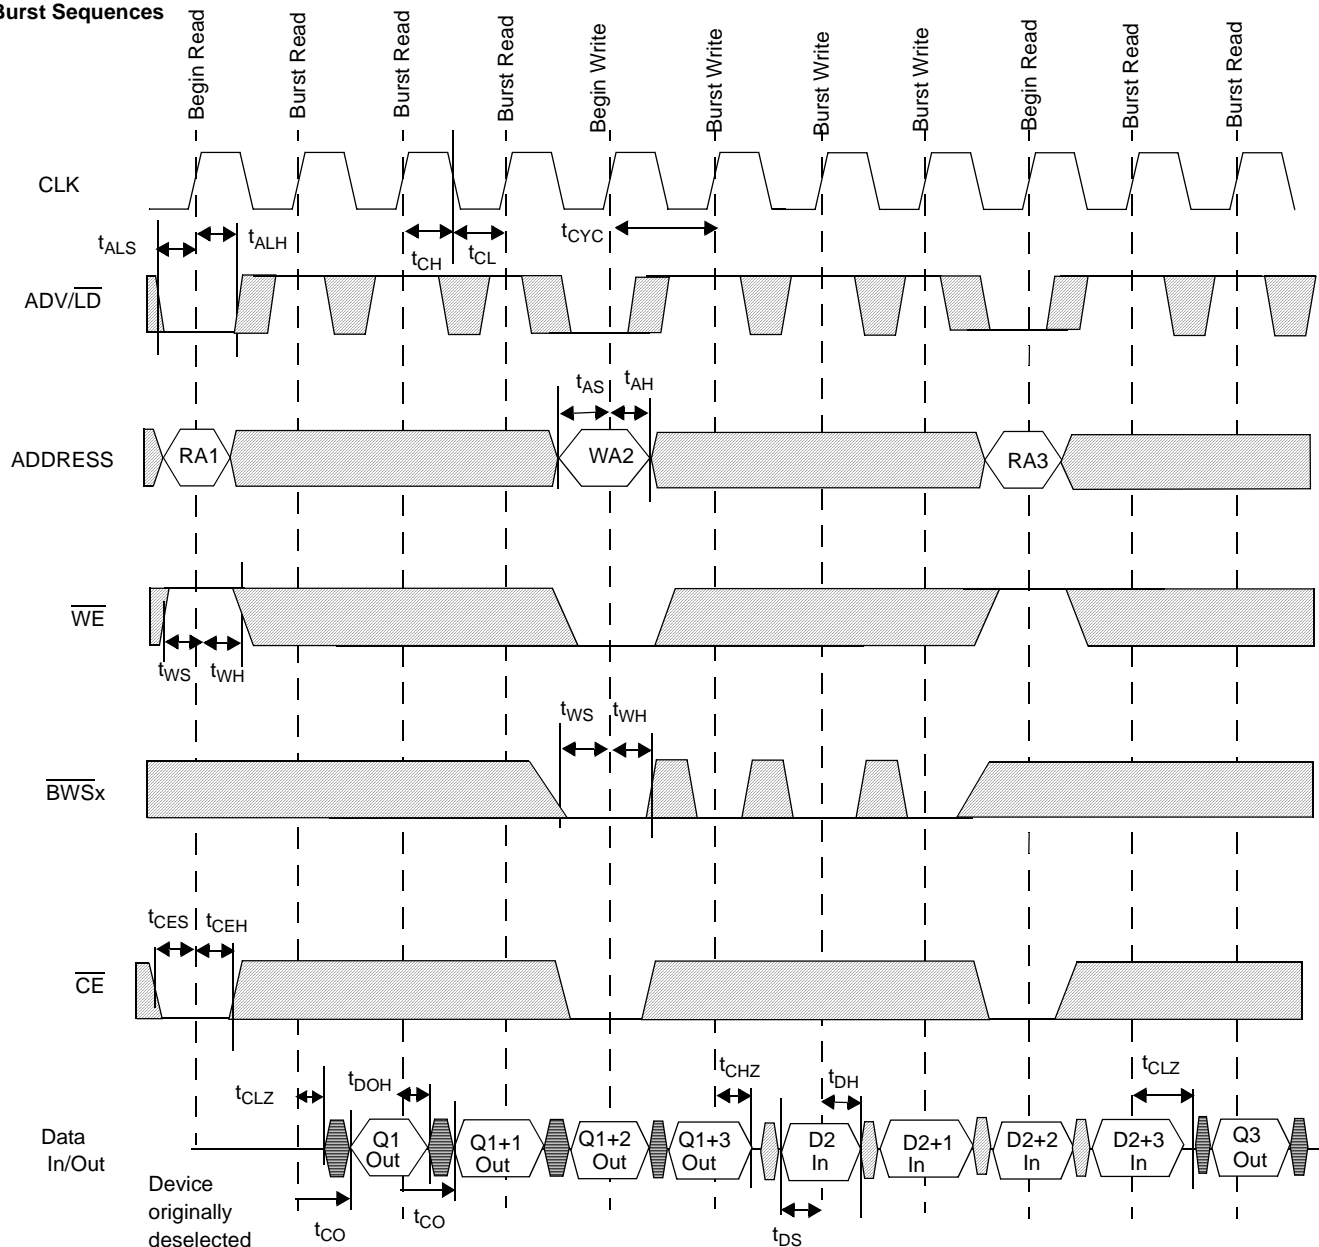 Burst Sequences
Begin Read
Burst Read
Burst Read
Burst Read
Begin Write
Burst Write
Burst Write
Burst Write
Begin Read
Burst Read
Burst Read
CLK
tALS
tALH
tCH
tCL
tCYC
ADV/LD
tAS
tAH
ADDRESS
RA1
WA2
RA3
WE
tWS
tWH
tWS
tWH
BWSx
tCES
tCEH
CE
tCLZ
tDOH
tCHZ
tDH
tCLZ
Data
In/Out
Q1
Out
Q1+1
Out
Q1+2
Out
Q1+3
Out
D2
In
D2+1
In
D2+2
In
D2+3
In
Q3
Out
Device
originally
deselected
tCO
tCO
tDS